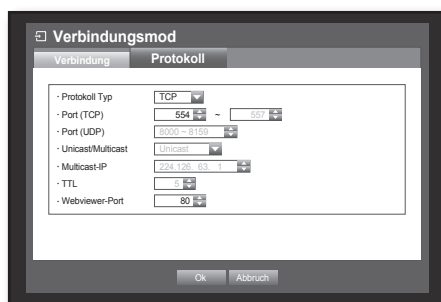 Verbindungsmod
Verbindung Protokoll
· Protokoll Typ TCP
· Port (TCP) 554 ~ 557
· Port (UDP) 8000 ~ 8159
· Unicast/Multicast Unicast
· Multicast-IP 224.126. 63. 1
· TTL 5
· Webviewer-Port 80
Ok Abbruch